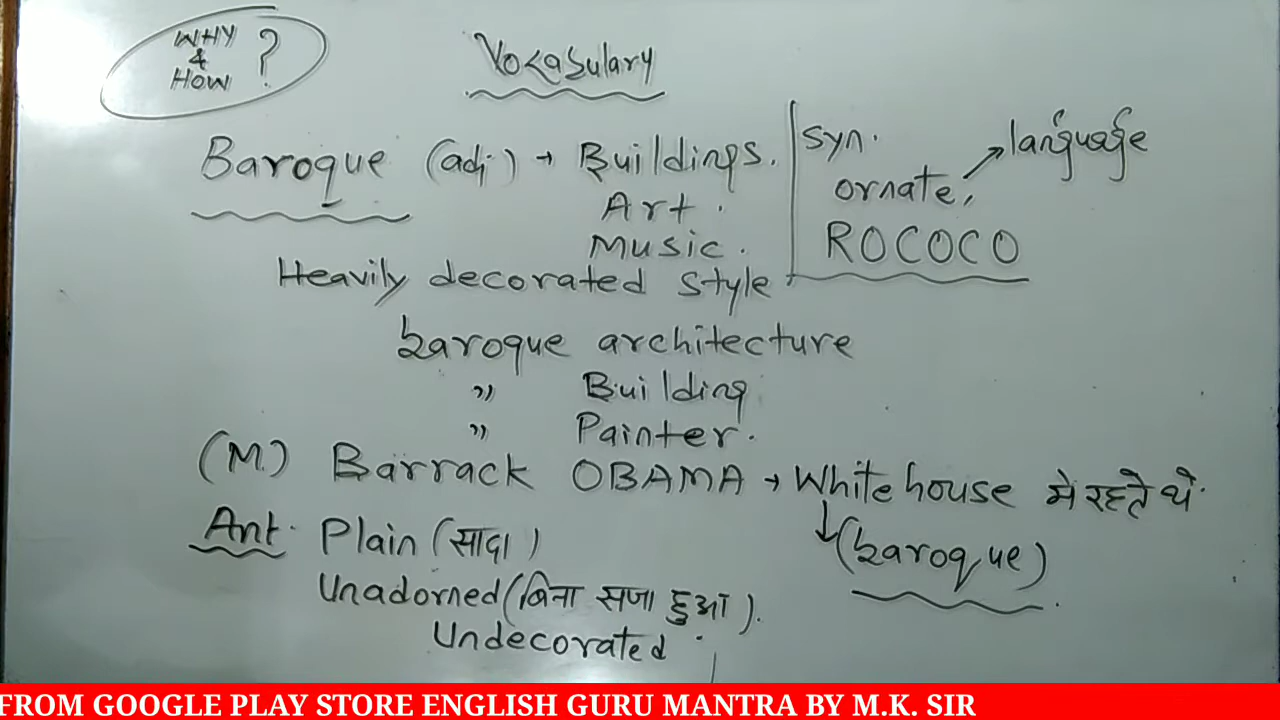 WHY
&
HOW ?
Vocabulary
Baroque (adj) → Buildings.
Art.
Music.
Heavily decorated style
Syn.
ornate, → language
ROCOCO
baroque architecture
" Building
" Painter.
(M.) Barrack OBAMA → White house मे रहते थे.
↓ (baroque)
Ant. Plain (सादा)
Unadorned (बिना सजा हुआ).
Undecorated
FROM GOOGLE PLAY STORE ENGLISH GURU MANTRA BY M.K. SIR